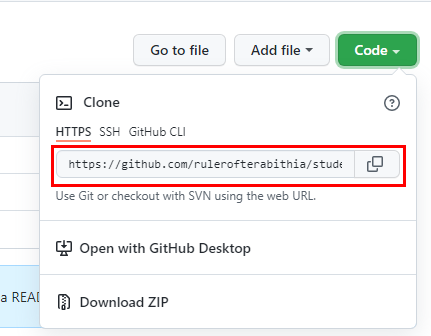 Go to file Add file Code
Clone
HTTPS SSH GitHub CLI
https://github.com/rulerofterabithia/stude
Use Git or checkout with SVN using the web URL.
Open with GitHub Desktop
a READ
Download ZIP